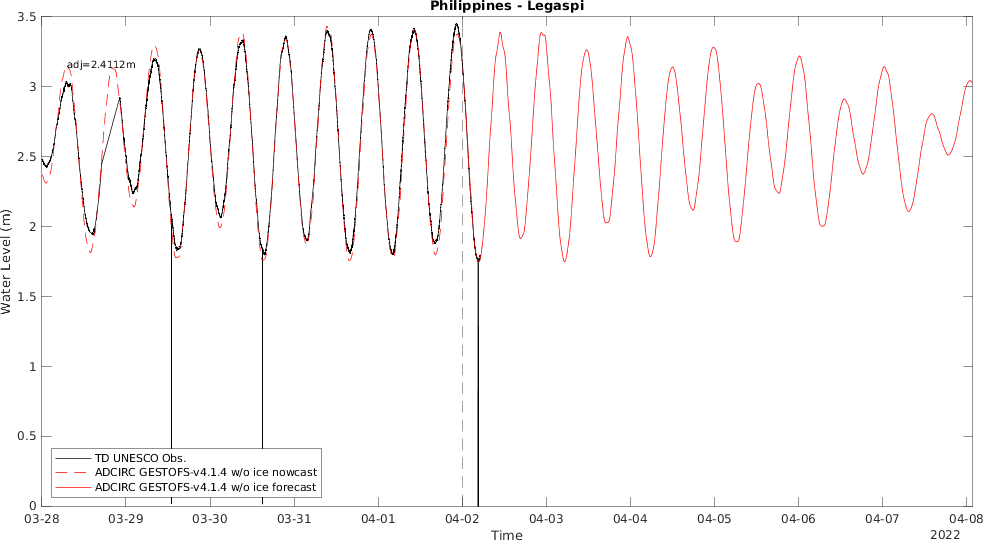 Philippines - Legaspi
3.5
3
2.5
2
1.5
1
0.5
0
Water Level (m)
adj=2.4112m
TD UNESCO Obs.
ADCIRC GESTOFS-v4.1.4 w/o ice nowcast
ADCIRC GESTOFS-v4.1.4 w/o ice forecast
03-28 03-29 03-30 03-31 04-01 04-02 04-03 04-04 04-05 04-06 04-07 04-08
Time
2022